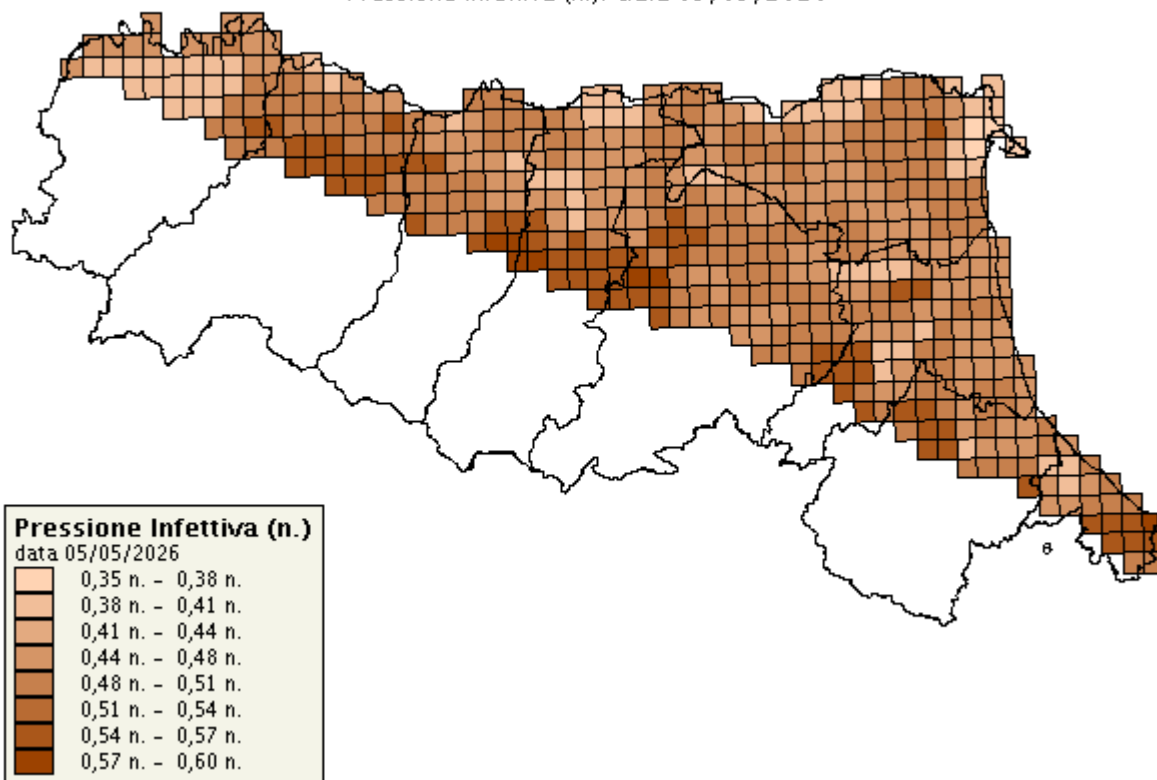 Pressione Infettiva (n.)
data 05/05/2026
0,35 n. - 0,38 n.
0,38 n. - 0,41 n.
0,41 n. - 0,44 n.
0,44 n. - 0,48 n.
0,48 n. - 0,51 n.
0,51 n. - 0,54 n.
0,54 n. - 0,57 n.
0,57 n. - 0,60 n.